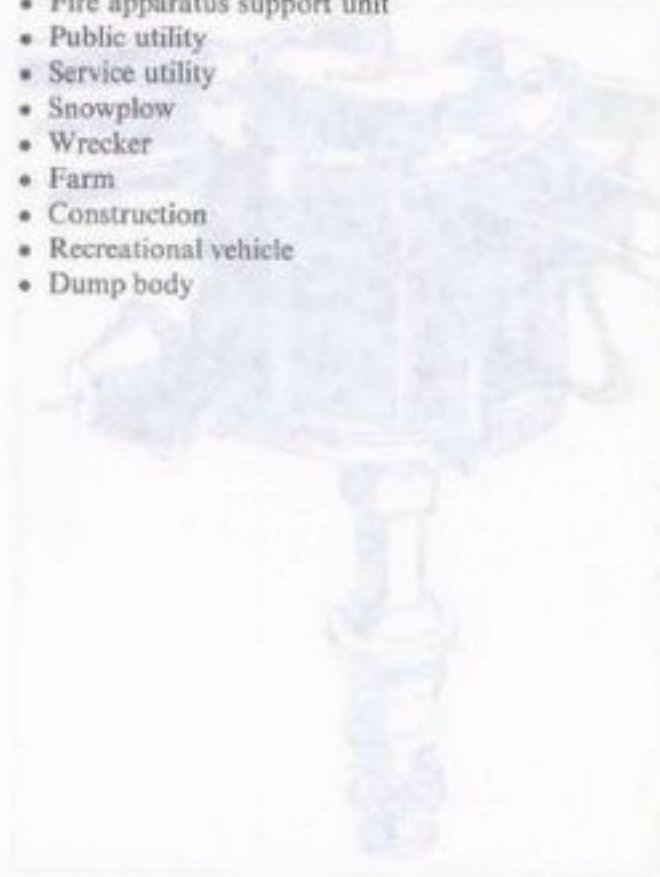 • Fire apparatus support unit
• Public utility
• Service utility
• Snowplow
• Wrecker
• Farm
• Construction
• Recreational vehicle
• Dump body